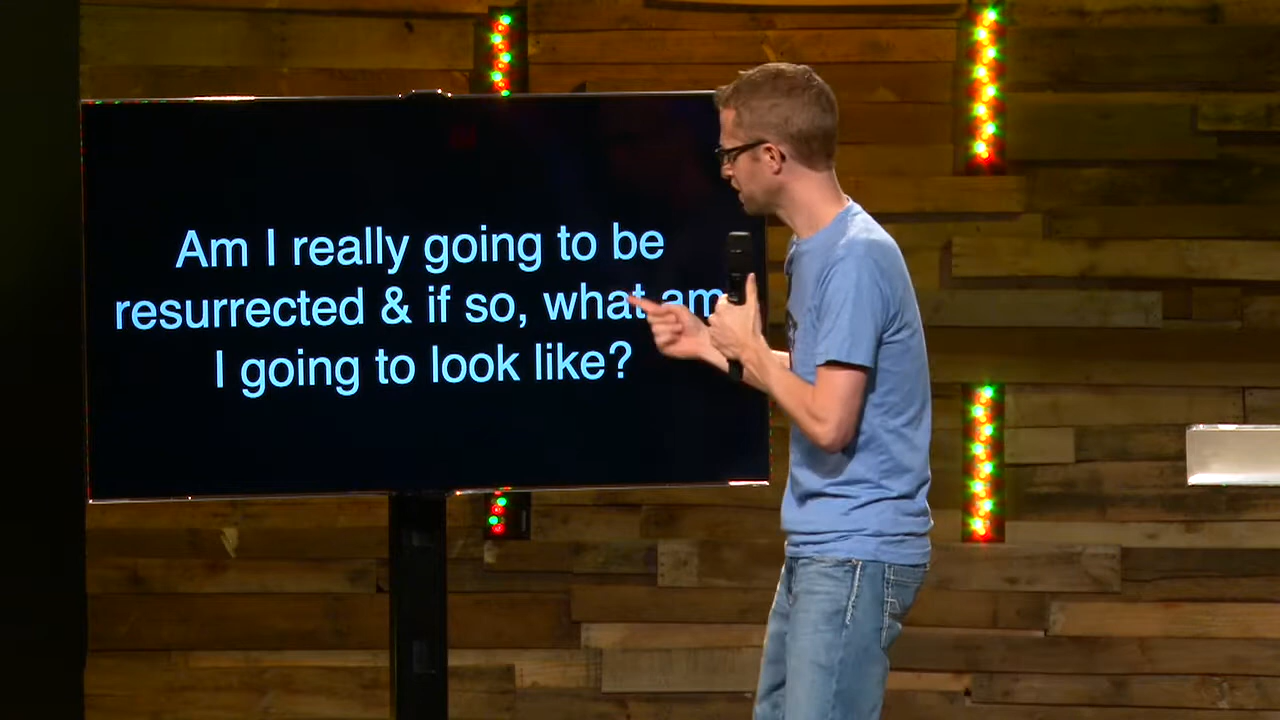 Am I really going to be
resurrected & if so, what am
I going to look like?